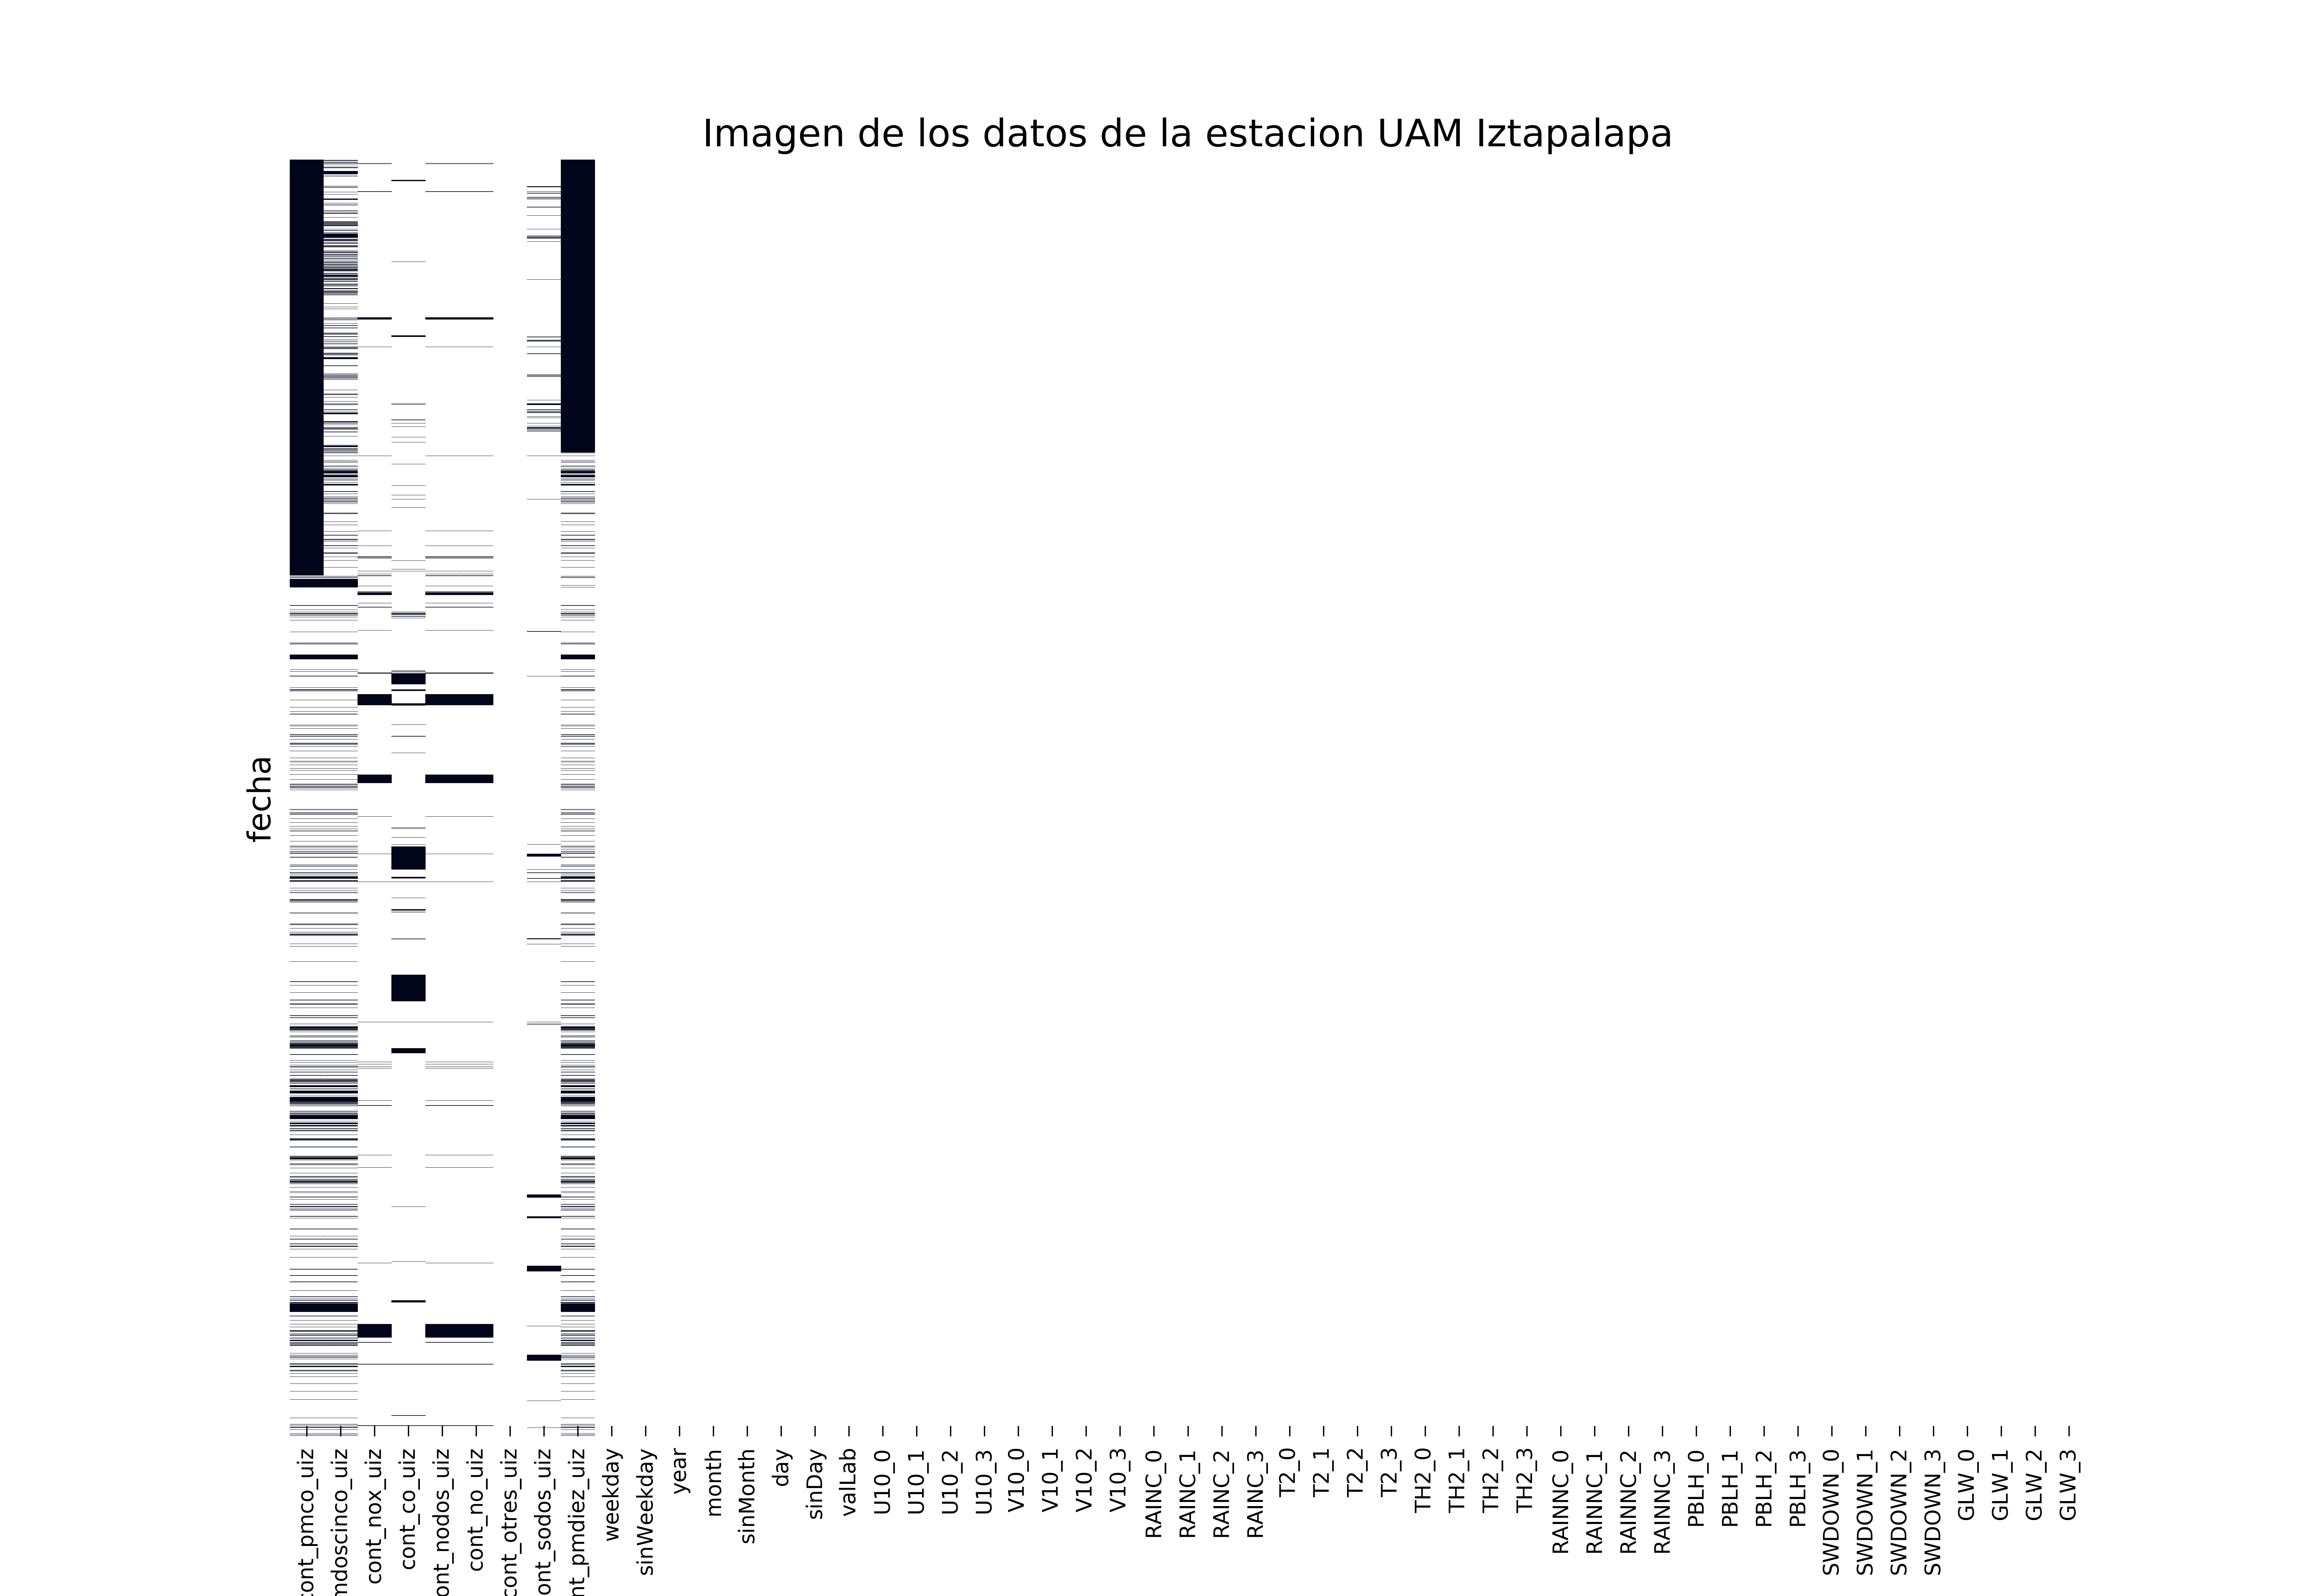 Imagen de los datos de la estacion UAM Iztapalapa
fecha
cont_pmco_uiz
mdoscinco_uiz
cont_nox_uiz
cont_co_uiz
ont_nodos_uiz
cont_no_uiz
cont_otres_uiz
ont_sodos_uiz
nt_pmdiez_uiz
weekday
sinWeekday
year
month
sinMonth
day
sinDay
valLab
U10_0
U10_1
U10_2
U10_3
V10_0
V10_1
V10_2
V10_3
RAINC_0
RAINC_1
RAINC_2
RAINC_3
T2_0
T2_1
T2_2
T2_3
TH2_0
TH2_1
TH2_2
TH2_3
RAINNC_0
RAINNC_1
RAINNC_2
RAINNC_3
PBLH_0
PBLH_1
PBLH_2
PBLH_3
SWDOWN_0
SWDOWN_1
SWDOWN_2
SWDOWN_3
GLW_0
GLW_1
GLW_2
GLW_3